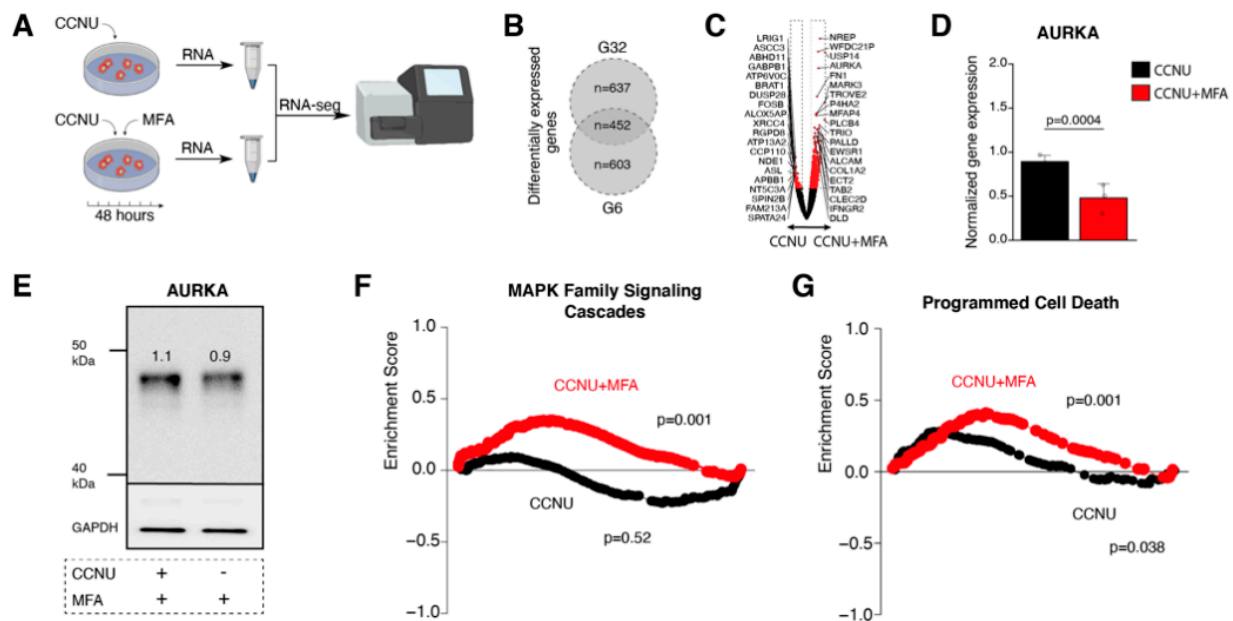 A
CCNU
RNA
CCNU
MFA
RNA
48 hours
RNA-seq
B
G32
n=637
n=452
n=603
G6
Differentially expressed
genes
C
LRIG1
ASCC3
ABHD11
GABPB1
ATP6V0C
BRAT1
DUSP28
FOSB
ALOX5AP
XRCC4
RGPD8
ATP13A2
CCP110
NDE1
ASL
APBB1
NT5C3A
SPIN2B
FAM213A
SPATA24
NREP
WFDC21P
USP14
AURKA
FN1
MARK3
TROVE2
P4HA2
MFAP4
PLCB4
TRIO
PALLD
EWSR1
ALCAM
COL1A2
ECT2
TAB2
CLEC2D
IFNGR2
DLD
CCNU
CCNU+MFA
D
AURKA
Normalized gene expression
2.0
1.5
1.0
0.5
0.0
p=0.0004
CCNU
CCNU+MFA
E
AURKA
50
kDa
1.1
0.9
40
kDa
GAPDH
CCNU + -
MFA + +
F
MAPK Family Signaling
Cascades
Enrichment Score
1.0
0.5
0.0
−0.5
−1.0
CCNU+MFA
p=0.001
CCNU
p=0.52
G
Programmed Cell Death
Enrichment Score
1.0
0.5
0.0
−0.5
−1.0
CCNU+MFA
p=0.001
CCNU
p=0.038